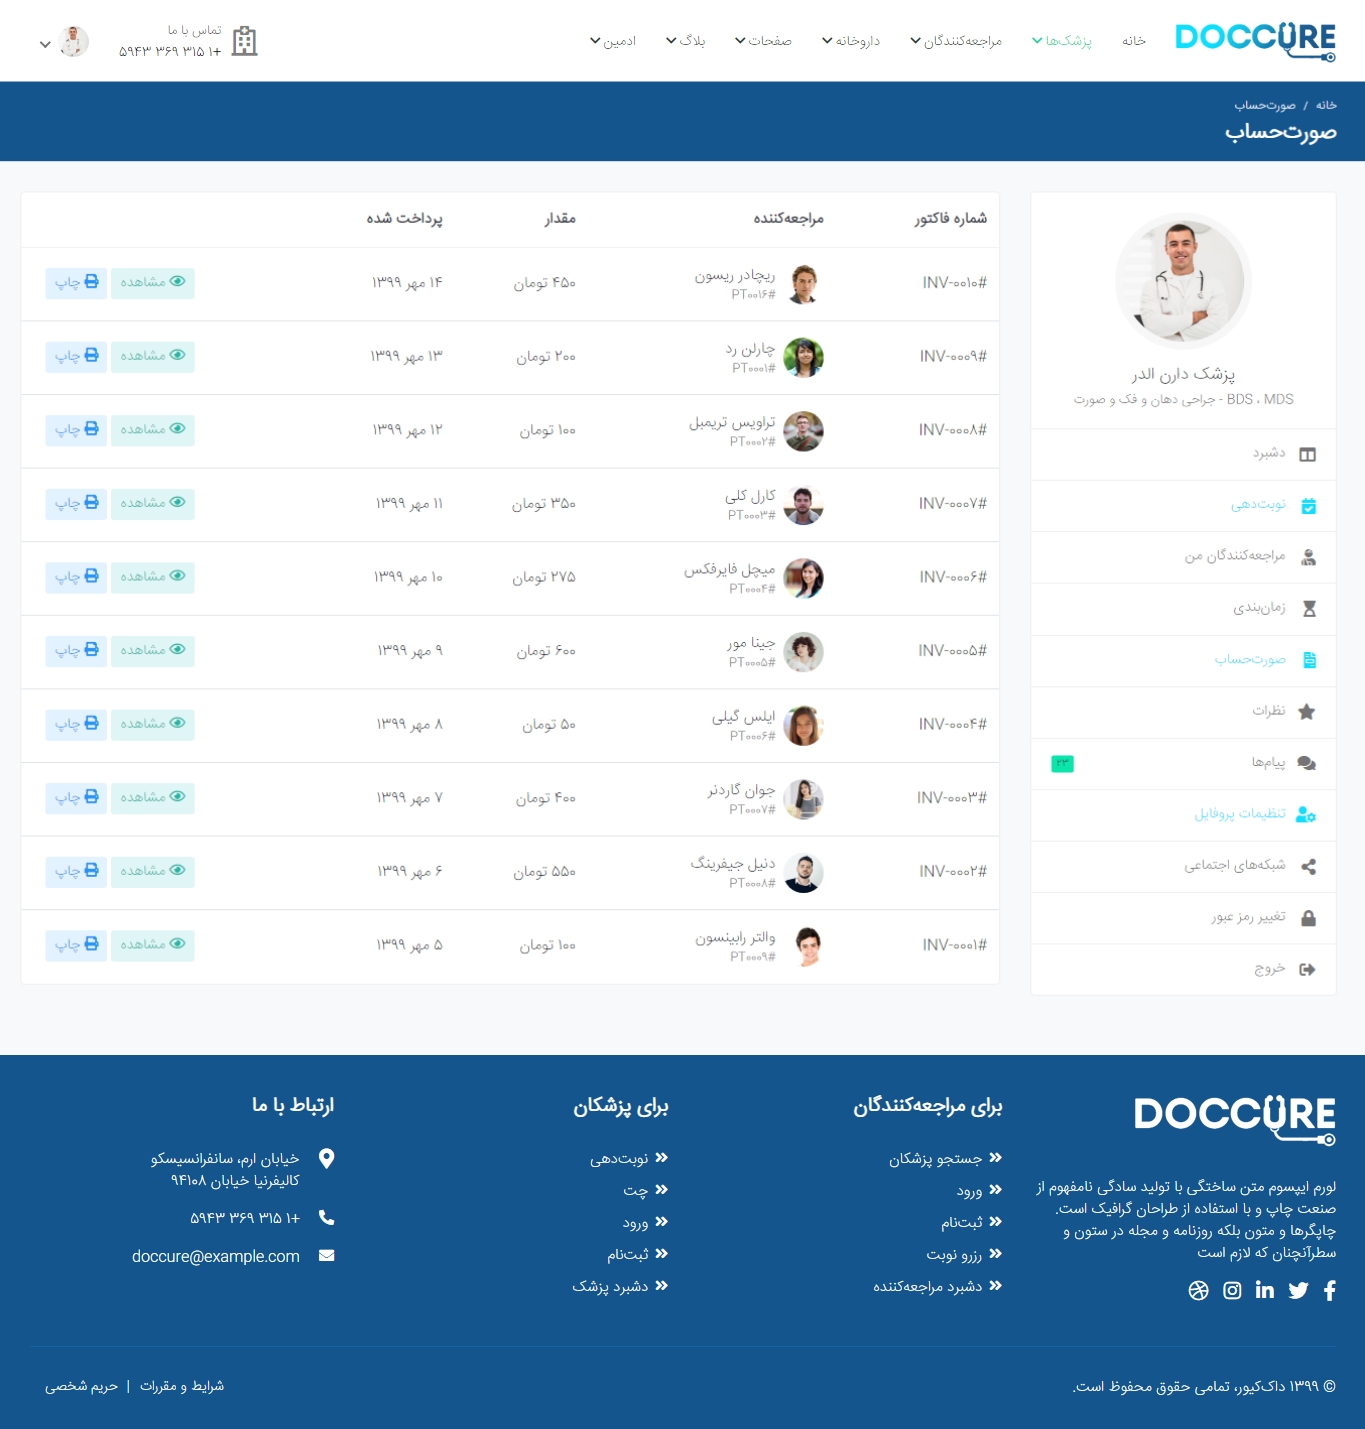 DOCCURE
خانه
پزشک‌ها
مراجعه‌کنندگان
داروخانه
صفحات
بلاگ
ادمین
تماس با ما
+۱ ۳۱۵ ۳۶۹ ۵۹۴۳
خانه / صورت‌حساب
صورت‌حساب
پزشک دارن الدر
BDS ، MDS - جراحی دهان و فک و صورت
دشبرد
نوبت‌دهی
مراجعه‌کنندگان من
زمان‌بندی
صورت‌حساب
نظرات
پیام‌ها ۲۳
تنظیمات پروفایل
شبکه‌های اجتماعی
تغییر رمز عبور
خروج
شماره فاکتور مراجعه‌کننده مقدار پرداخت شده
#INV-۰۰۱۰ ریچادر ریسون ۴۵۰ تومان ۱۴ مهر ۱۳۹۹ مشاهده چاپ
#PT۰۰۱۶
#INV-۰۰۰۹ چارلن رد ۲۰۰ تومان ۱۳ مهر ۱۳۹۹ مشاهده چاپ
#PT۰۰۰۱
#INV-۰۰۰۸ تراویس تریمبل ۱۰۰ تومان ۱۲ مهر ۱۳۹۹ مشاهده چاپ
#PT۰۰۰۲
#INV-۰۰۰۷ کارل کلی ۳۵۰ تومان ۱۱ مهر ۱۳۹۹ مشاهده چاپ
#PT۰۰۰۳
#INV-۰۰۰۶ میچل فایرفکس ۲۷۵ تومان ۱۰ مهر ۱۳۹۹ مشاهده چاپ
#PT۰۰۰۴
#INV-۰۰۰۵ جینا مور ۶۰۰ تومان ۹ مهر ۱۳۹۹ مشاهده چاپ
#PT۰۰۰۵
#INV-۰۰۰۴ ایلس گیلی ۵۰ تومان ۸ مهر ۱۳۹۹ مشاهده چاپ
#PT۰۰۰۶
#INV-۰۰۰۳ جوان گاردنر ۴۰۰ تومان ۷ مهر ۱۳۹۹ مشاهده چاپ
#PT۰۰۰۷
#INV-۰۰۰۲ دنیل جیفرینگ ۵۵۰ تومان ۶ مهر ۱۳۹۹ مشاهده چاپ
#PT۰۰۰۸
#INV-۰۰۰۱ والتر رابینسون ۱۰۰ تومان ۵ مهر ۱۳۹۹ مشاهده چاپ
#PT۰۰۰۹
DOCCURE
لورم ایپسوم متن ساختگی با تولید سادگی نامفهوم از
صنعت چاپ و با استفاده از طراحان گرافیک است.
چاپگرها و متون بلکه روزنامه و مجله در ستون و
سطرآنچنان که لازم است
برای مراجعه‌کنندگان
جستجو پزشکان
ورود
ثبت‌نام
رزرو نوبت
دشبرد مراجعه‌کننده
برای پزشکان
نوبت‌دهی
چت
ورود
ثبت‌نام
دشبرد پزشک
ارتباط با ما
خیابان ارم، سانفرانسیسکو
کالیفرنیا خیابان ۹۴۱۰۸
+۱ ۳۱۵ ۳۶۹ ۵۹۴۳
doccure@example.com
© ۱۳۹۹ داک‌کیور، تمامی حقوق محفوظ است.
شرایط و مقررات | حریم شخصی